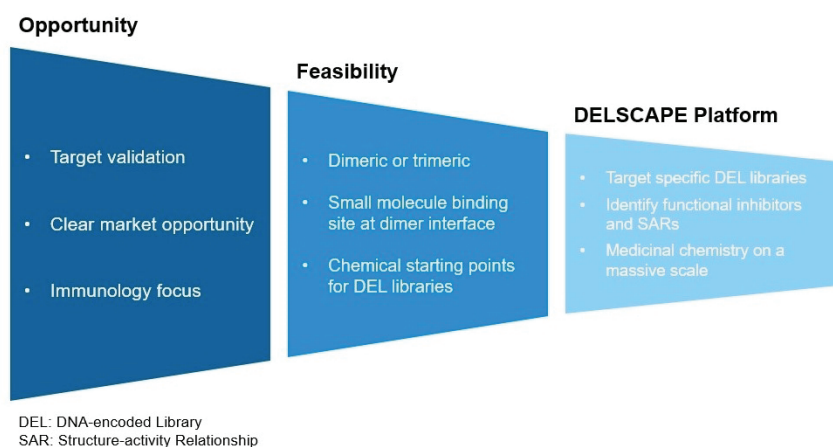 Opportunity
• Target validation
• Clear market opportunity
• Immunology focus
Feasibility
• Dimeric or trimeric
• Small molecule binding
site at dimer interface
• Chemical starting points
for DEL libraries
DELSCAPE Platform
• Target specific DEL libraries
• Identify functional inhibitors
and SARs
• Medicinal chemistry on a
massive scale
DEL: DNA-encoded Library
SAR: Structure-activity Relationship